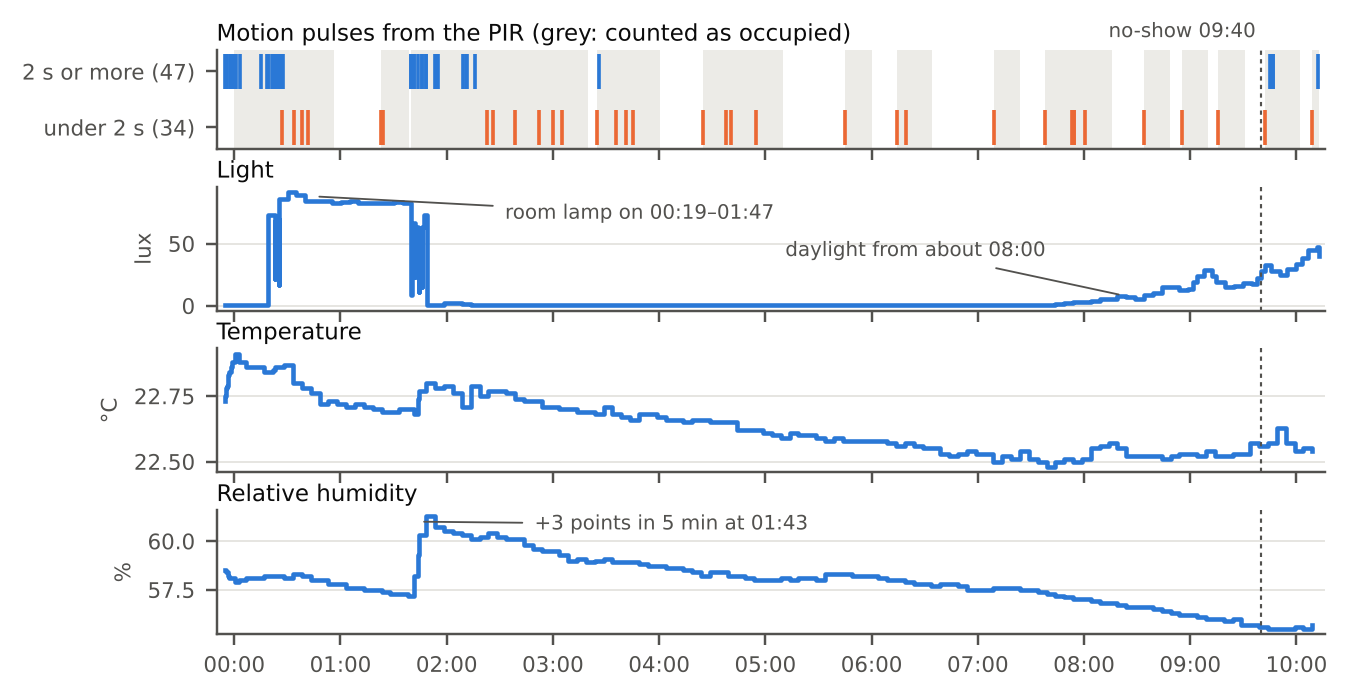 Motion pulses from the PIR (grey: counted as occupied)
no-show 09:40
2 s or more (47)
under 2 s (34)
Light
room lamp on 00:19–01:47
daylight from about 08:00
lux
50
0
Temperature
°C
22.75
22.50
Relative humidity
+3 points in 5 min at 01:43
%
60.0
57.5
00:00 01:00 02:00 03:00 04:00 05:00 06:00 07:00 08:00 09:00 10:00